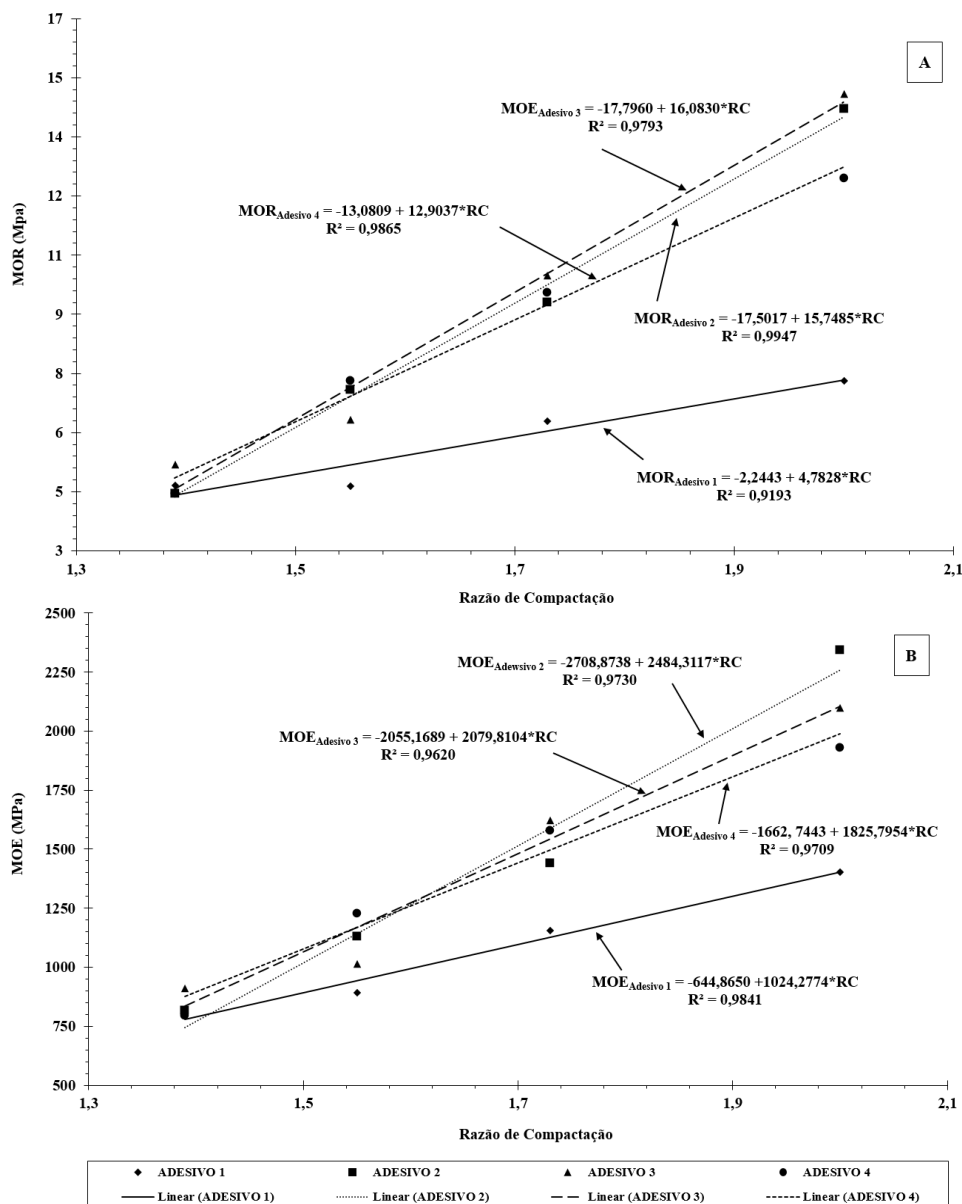 17
A
15
MOE Adesivo 3 = -17,7960 + 16,0830*RC
R² = 0,9793
14
12
MOR Adesivo 4 = -13,0809 + 12,9037*RC
R² = 0,9865
MOR (Mpa)
11
9
MOR Adesivo 2 = -17,5017 + 15,7485*RC
R² = 0,9947
8
6
5
MOR Adesivo 1 = -2,2443 + 4,7828*RC
R² = 0,9193
3
1,3 1,5 1,7 1,9 2,1
Razão de Compactação
2500
B
MOE Adewsivo 2 = -2708,8738 + 2484,3117*RC
R² = 0,9730
2250
2000
MOE Adesivo 3 = -2055,1689 + 2079,8104*RC
R² = 0,9620
1750
MOE (MPa)
MOE Adesivo 4 = -1662, 7443 + 1825,7954*RC
R² = 0,9709
1500
1250
1000
MOE Adesivo 1 = -644,8650 +1024,2774*RC
R² = 0,9841
750
500
1,3 1,5 1,7 1,9 2,1
Razão de Compactação
ADESIVO 1 ADESIVO 2 ADESIVO 3 ADESIVO 4
Linear (ADESIVO 1) Linear (ADESIVO 2) Linear (ADESIVO 3) Linear (ADESIVO 4)